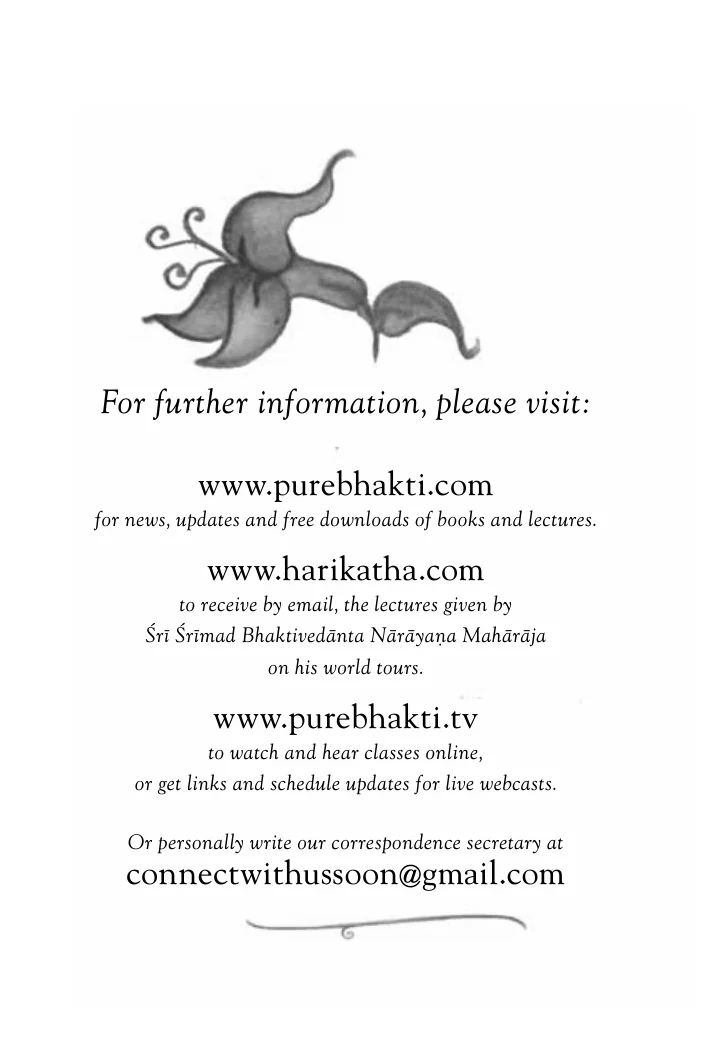 For further information, please visit:
www.purebhakti.com
for news, updates and free downloads of books and lectures.
www.harikatha.com
to receive by email, the lectures given by
Śrī Śrīmad Bhaktivedānta Nārāyaṇa Mahārāja
on his world tours.
www.purebhakti.tv
to watch and hear classes online,
or get links and schedule updates for live webcasts.
Or personally write our correspondence secretary at
connectwithussoon@gmail.com